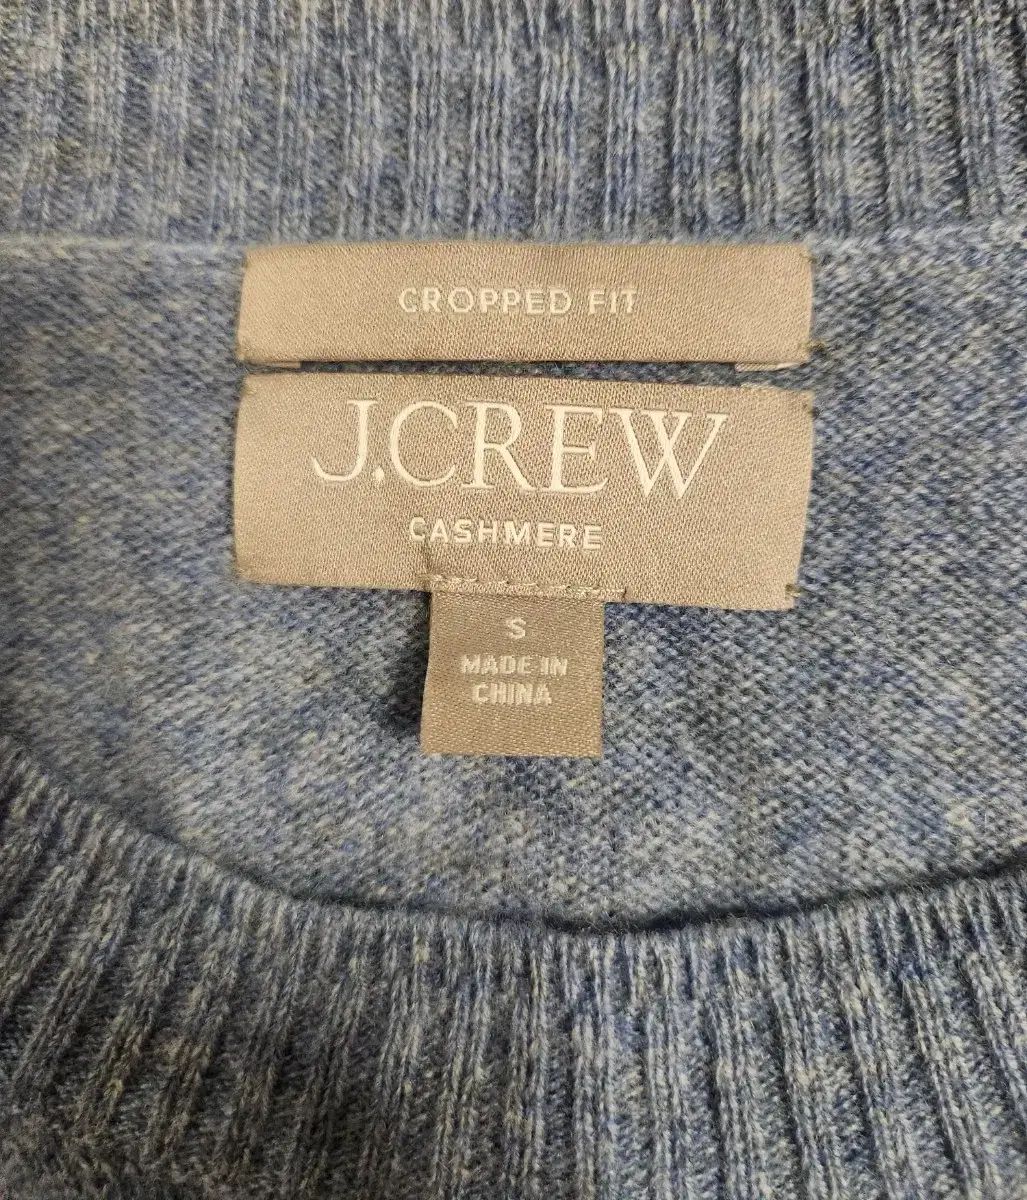 CROPPED FIT
J.CREW
CASHMERE
S
MADE IN
CHINA